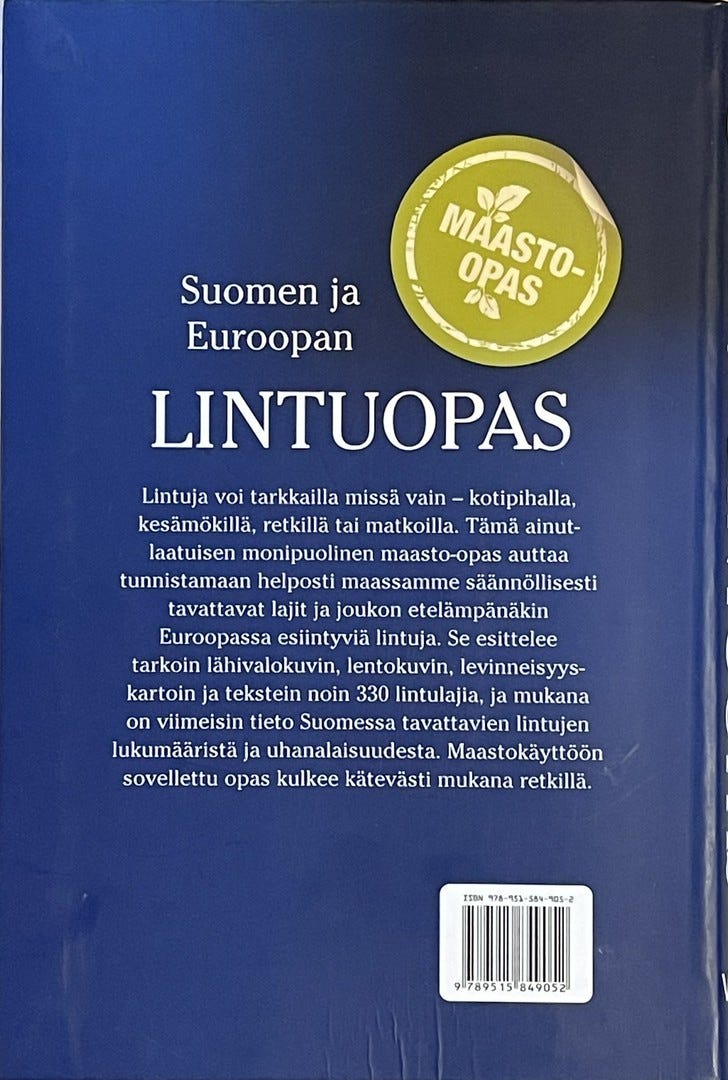 MAASTO-
OPAS
Suomen ja
Euroopan
LINTUOPAS
Lintuja voi tarkkailla missä vain – kotipihalla,
kesämökillä, retkillä tai matkoilla. Tämä ainut-
laatuisen monipuolinen maasto-opas auttaa
tunnistamaan helposti maassamme säännöllisesti
tavattavat lajit ja joukon etelämpänäkin
Euroopassa esiintyviä lintuja. Se esittelee
tarkoin lähivalokuvin, lentokuvin, levinneisyys-
kartoin ja tekstein noin 330 lintulajia, ja mukana
on viimeisin tieto Suomessa tavattavien lintujen
lukumääristä ja uhanalaisuudesta. Maastokäyttöön
sovellettu opas kulkee kätevästi mukana retkillä.
ISBN 978-951-584-905-2
9 789515 849052